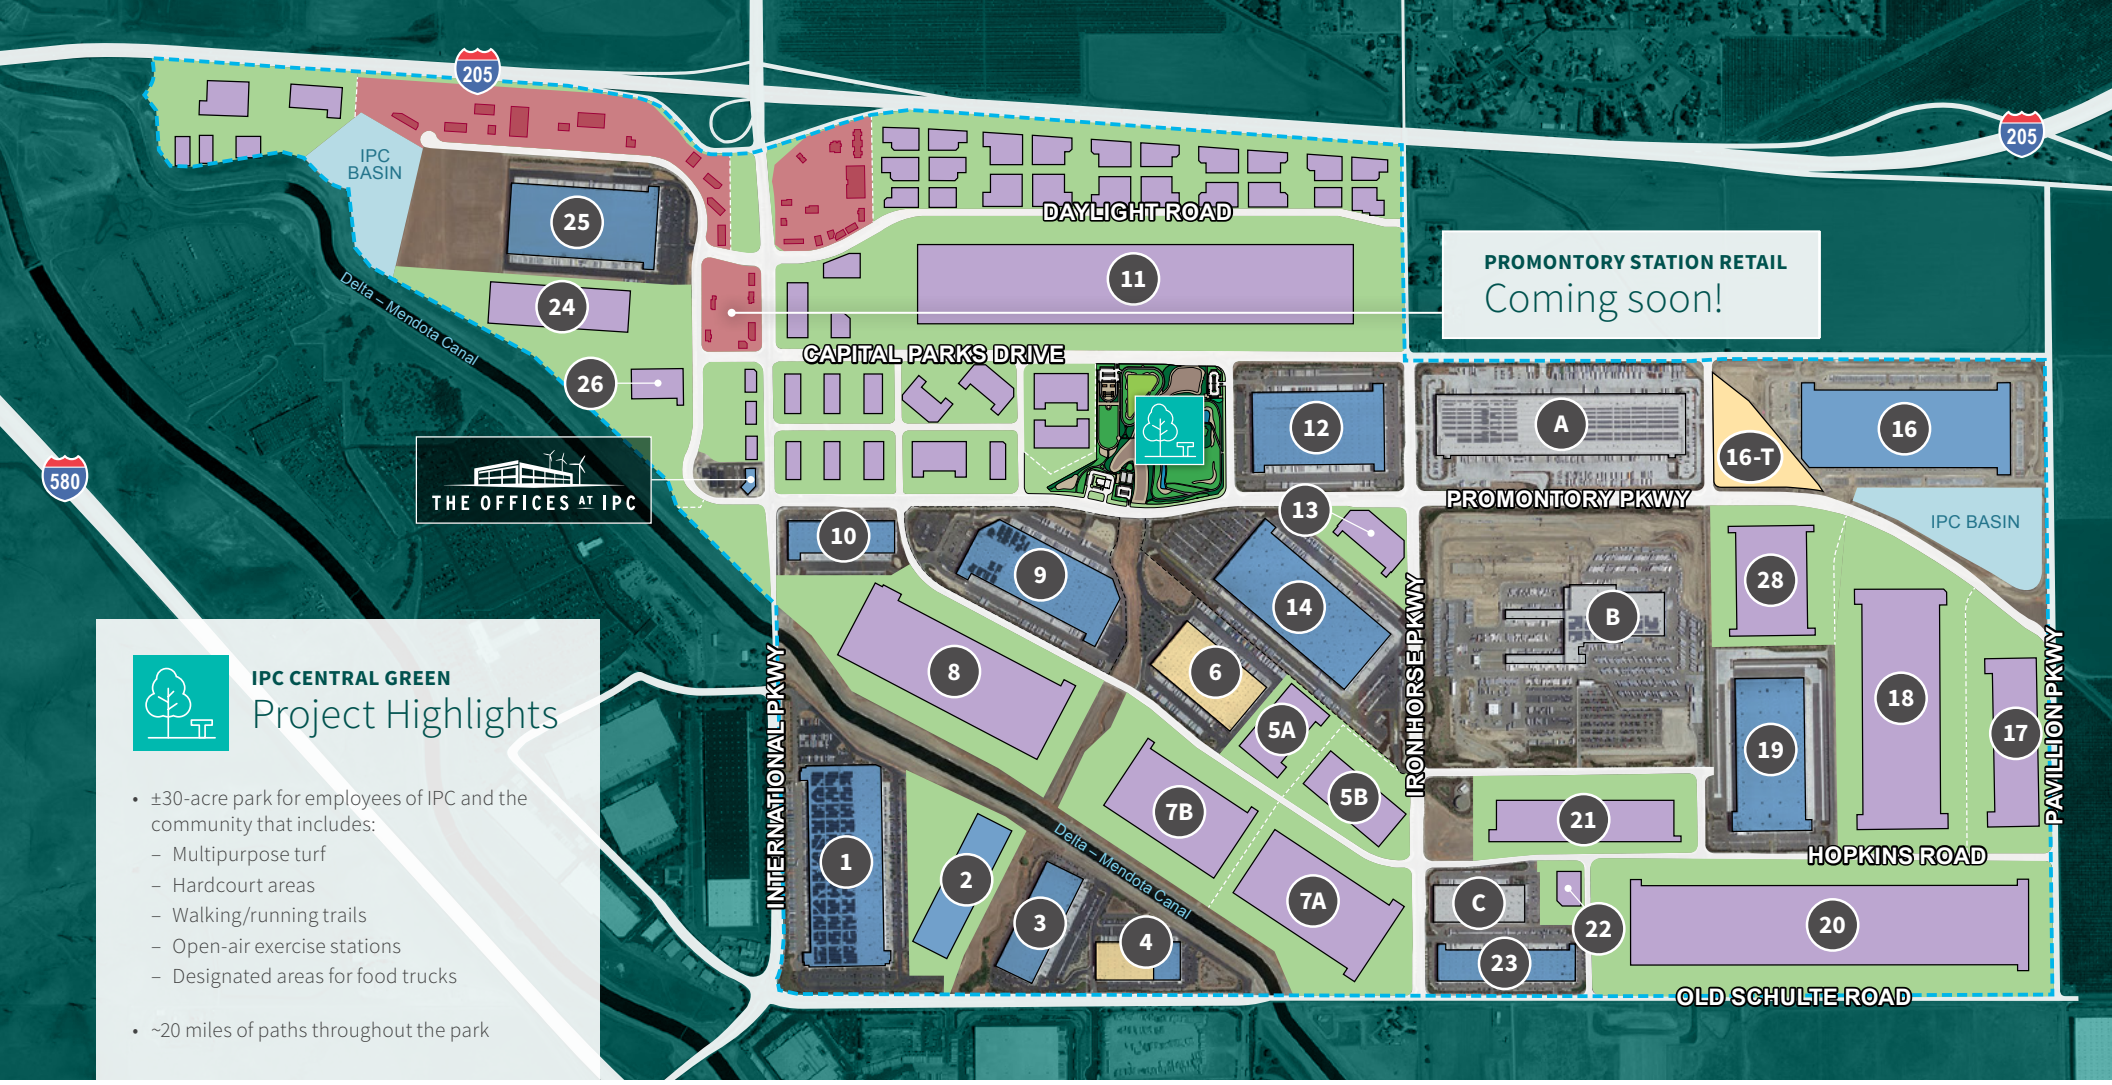 205
205
IPC
BASIN
25
DAYLIGHT ROAD
PROMONTORY STATION RETAIL
Coming soon!
11
24
Delta – Mendota Canal
CAPITAL PARKS DRIVE
26
12
A
16-T
16
580
THE OFFICES AT IPC
PROMONTORY PKWY
13
IPC BASIN
10
9
14
28
B
IRON HORSE PKWY
PAVILION PKWY
INTERNATIONAL PKWY
8
6
5A
18
17
19
IPC CENTRAL GREEN
Project Highlights
5B
7B
21
±30-acre park for employees of IPC and the
community that includes:
– Multipurpose turf
– Hardcourt areas
– Walking/running trails
– Open-air exercise stations
– Designated areas for food trucks
• ~20 miles of paths throughout the park
HOPKINS ROAD
1
2
3
4
Delta – Mendota Canal
7A
C
22
20
23
OLD SCHULTE ROAD